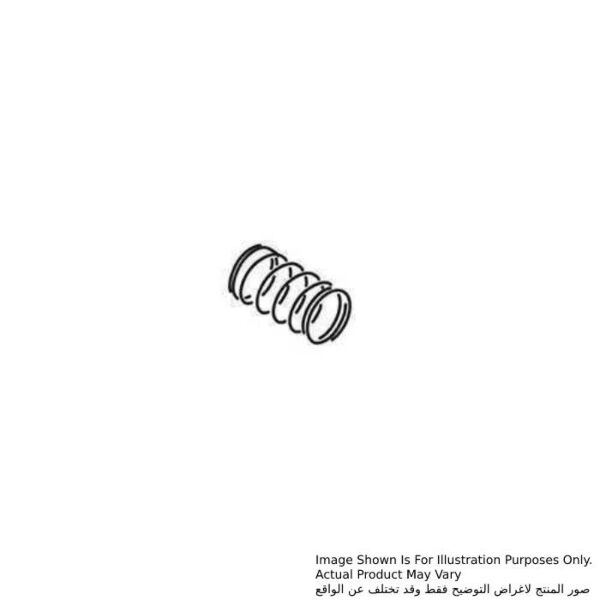 Image Shown Is For Illustration Purposes Only.
Actual Product May Vary
صور المنتج لاغراض التوضيح فقط وقد تختلف عن الواقع